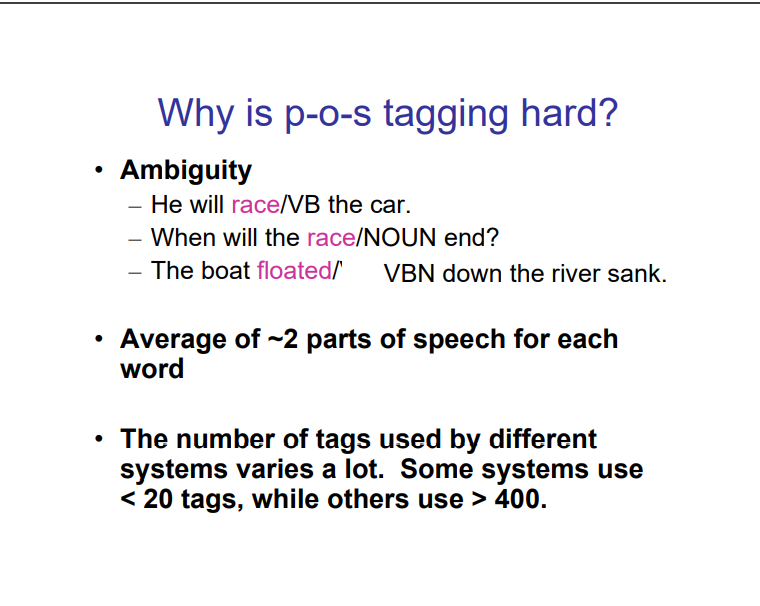 Why is p-o-s tagging hard?
• Ambiguity
– He will race/VB the car.
– When will the race/NOUN end?
– The boat floated/ VBN down the river sank.
• Average of ~2 parts of speech for each
word
• The number of tags used by different
systems varies a lot. Some systems use
< 20 tags, while others use > 400.